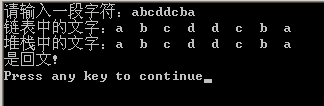 请输入一段字符：abcddcba
链表中的文字：a b c d d c b a
堆栈中的文字：a b c d d c b a
是回文!
Press any key to continue